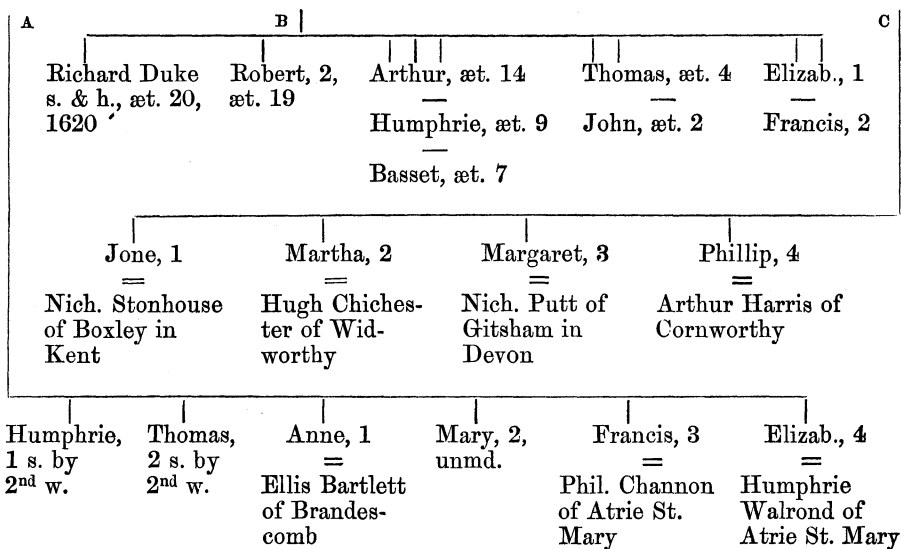 A B C
Richard Duke Robert, 2, Arthur, æt. 14 Thomas, æt. 4 Elizab., 1
s. & h., æt. 20, æt. 19 — — —
1620 Humphrie, æt. 9 John, æt. 2 Francis, 2
—
Basset, æt. 7
Jone, 1 Martha, 2 Margaret, 3 Phillip, 4
= = = =
Nich. Stonhouse Hugh Chiches- Nich. Putt of Arthur Harris of
of Boxley in ter of Wid- Gitsham in Cornworthy
Kent worthy Devon
Humphrie, Thomas, Anne, 1 Mary, 2, Francis, 3 Elizab., 4
1 s. by 2 s. by = unmd. = =
2nd w. 2nd w. Ellis Bartlett Phil. Channon Humphrie
of Brandes- of Atrie St. Walrond of
comb Mary Atrie St. Mary